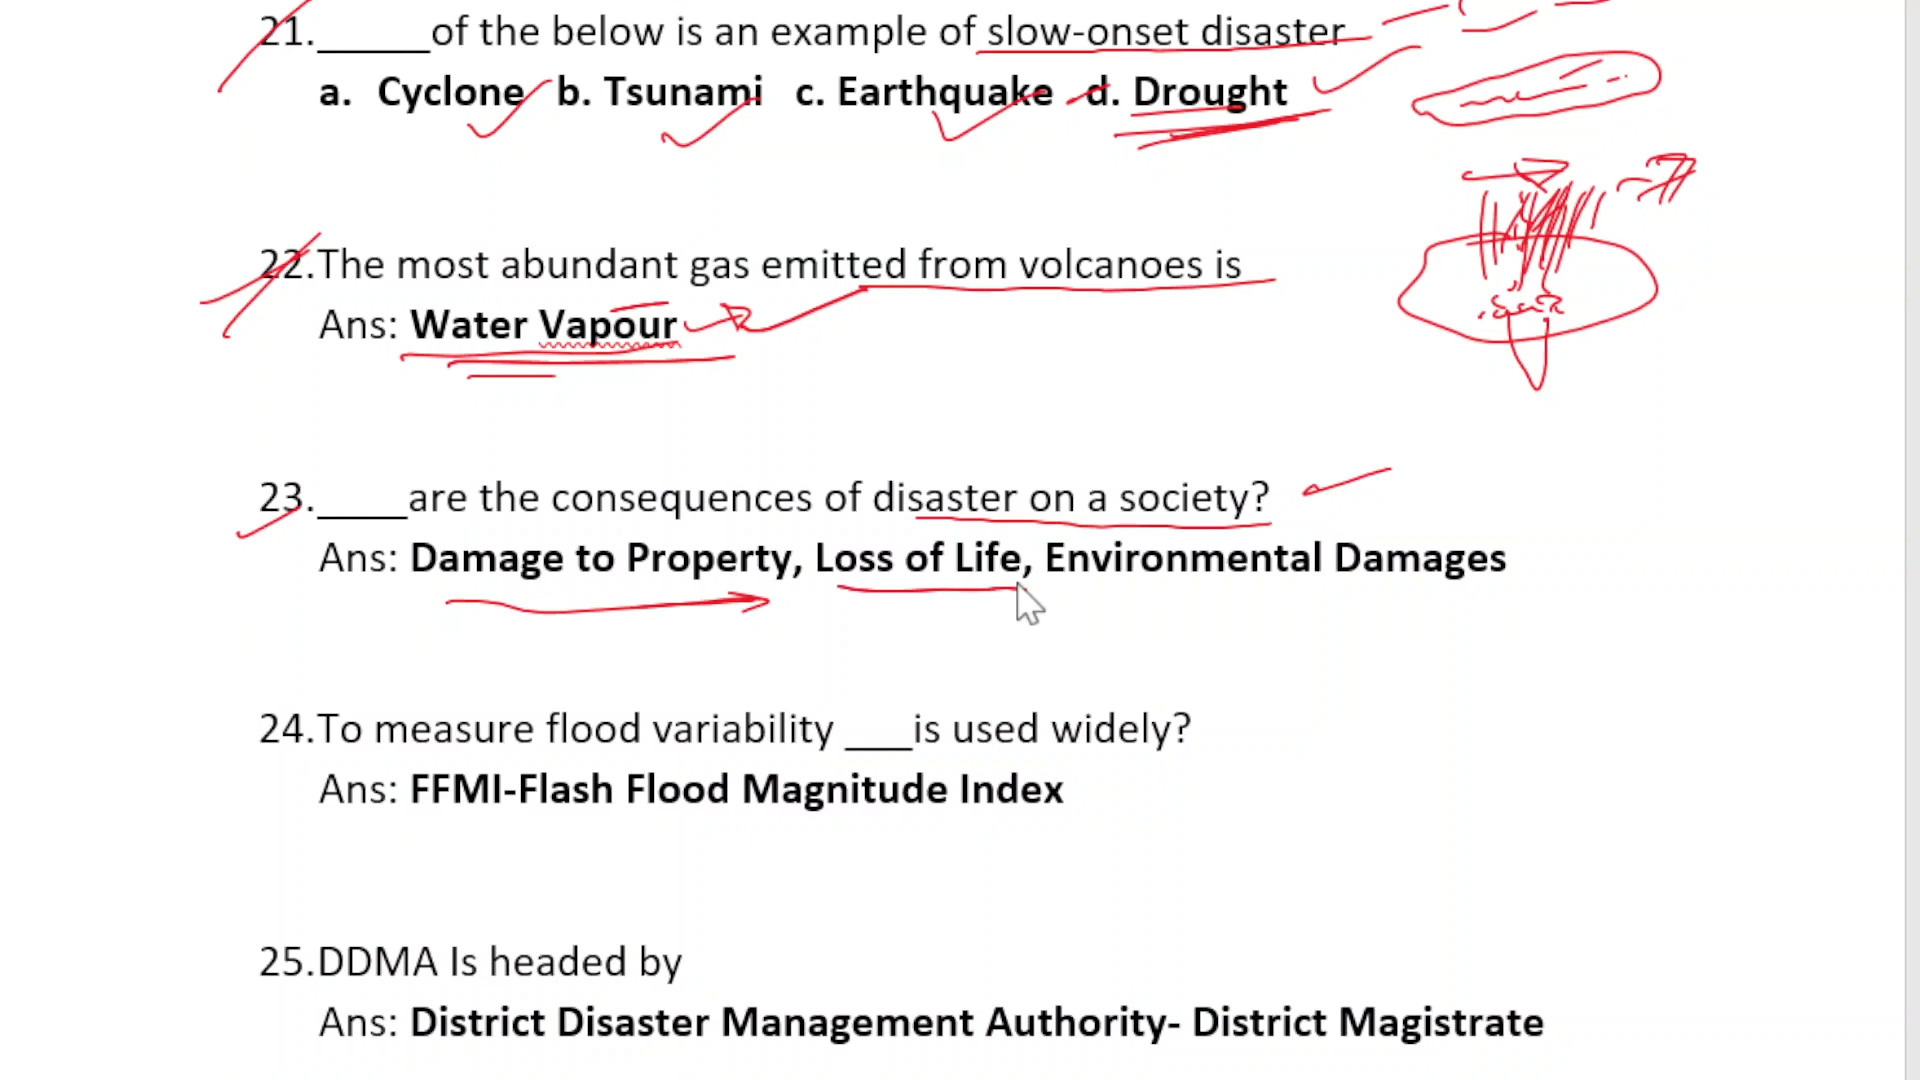 21._____of the below is an example of slow-onset disaster
a. Cyclone b. Tsunami c. Earthquake d. Drought
22.The most abundant gas emitted from volcanoes is
Ans: Water Vapour
23.____are the consequences of disaster on a society?
Ans: Damage to Property, Loss of Life, Environmental Damages
24.To measure flood variability ___is used widely?
Ans: FFMI-Flash Flood Magnitude Index
25.DDMA Is headed by
Ans: District Disaster Management Authority- District Magistrate